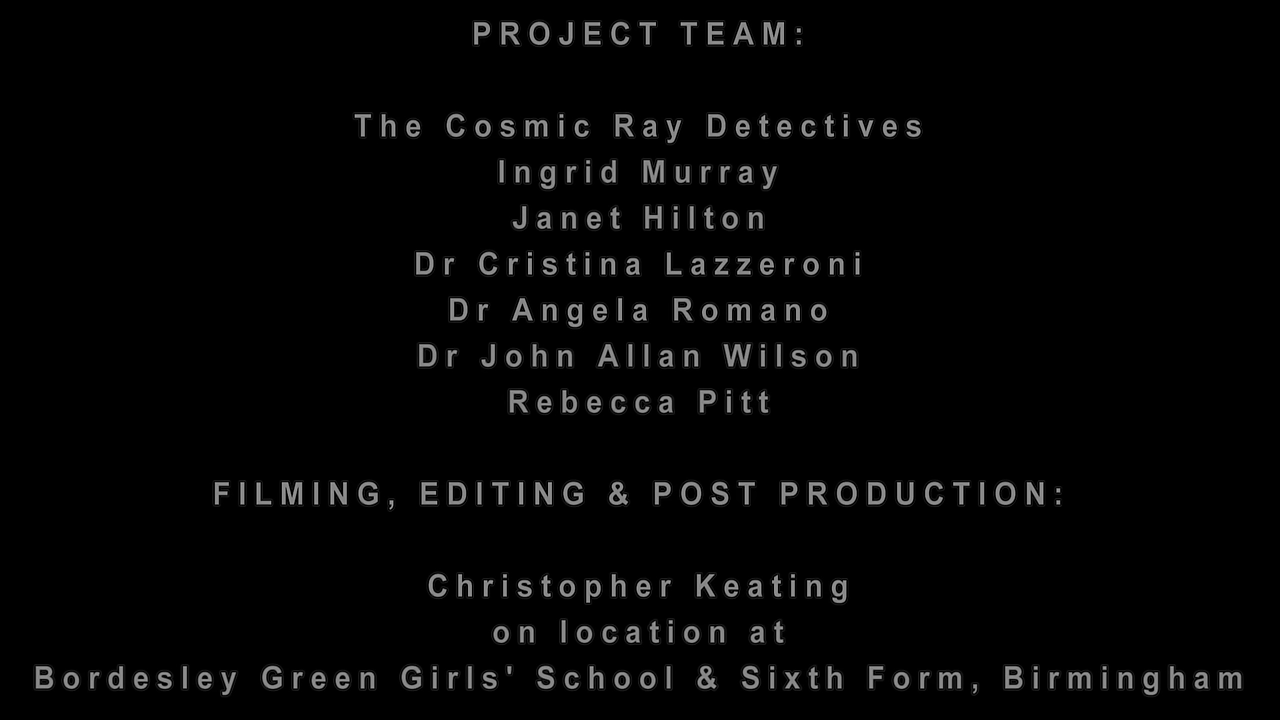 PROJECT TEAM:
The Cosmic Ray Detectives
Ingrid Murray
Janet Hilton
Dr Cristina Lazzeroni
Dr Angela Romano
Dr John Allan Wilson
Rebecca Pitt
FILMING, EDITING & POST PRODUCTION:
Christopher Keating
on location at
Bordesley Green Girls' School & Sixth Form, Birmingham